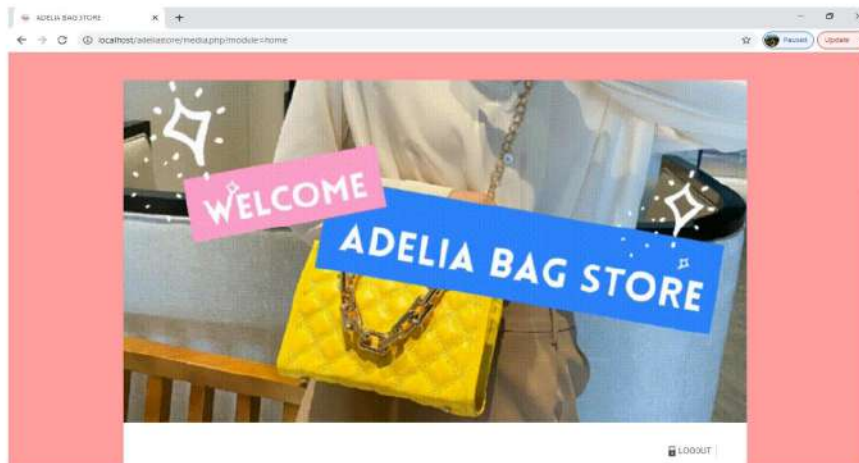 ADELIA BAG STORE
localhost/adeliastore/media.php?module=home
Paused
Update
WELCOME
ADELIA BAG STORE
LOGOUT